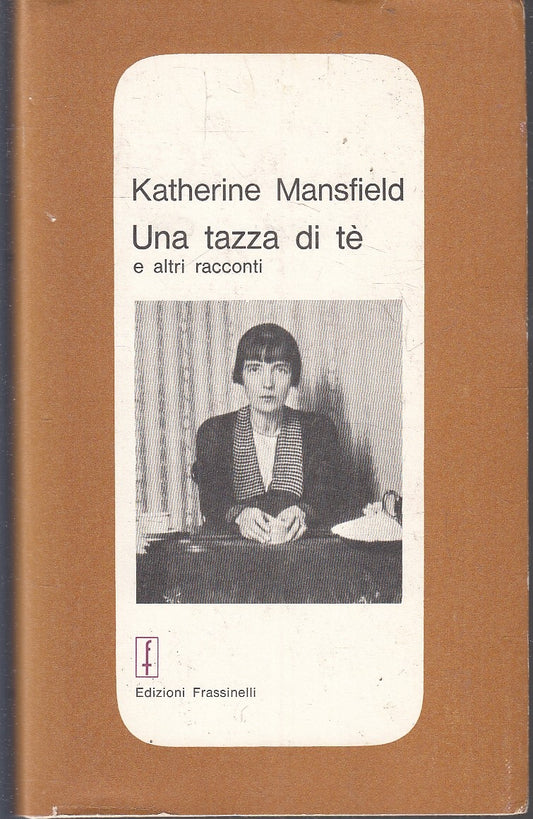 Katherine Mansfield
Una tazza di tè
e altri racconti
f
Edizioni Frassinelli